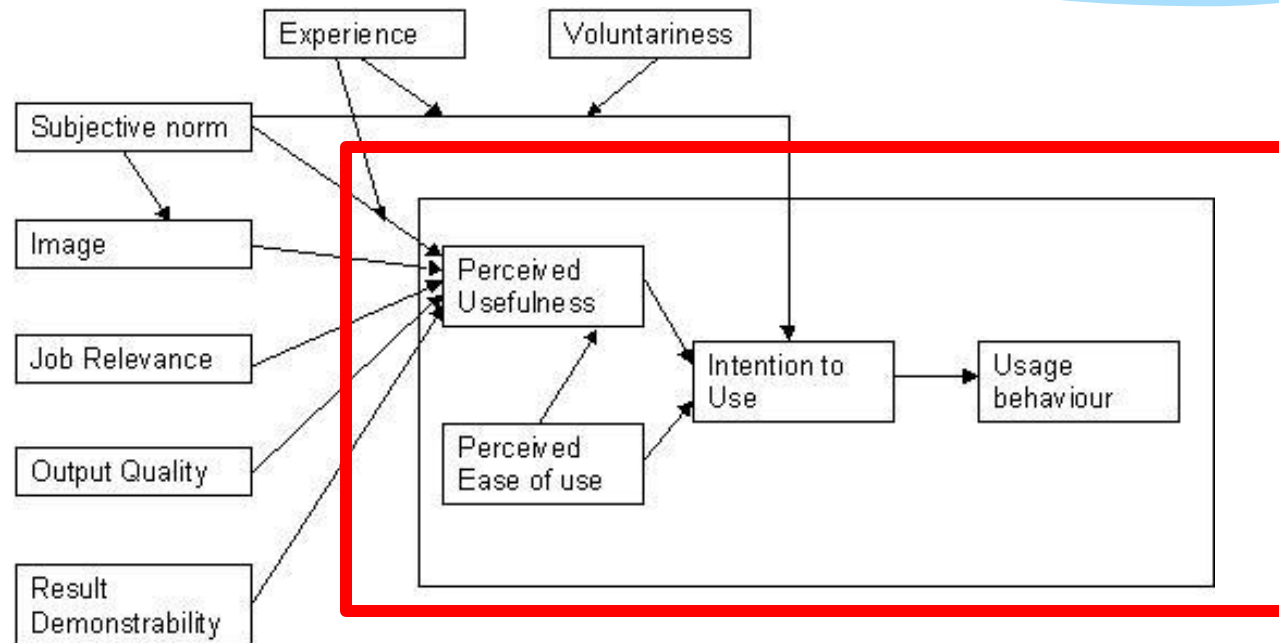 Experience
Voluntariness
Subjective norm
Image
Perceived
Usefulness
Job Relevance
Intention to
Use
Usage
behaviour
Perceived
Ease of use
Output Quality
Result
Demonstrability